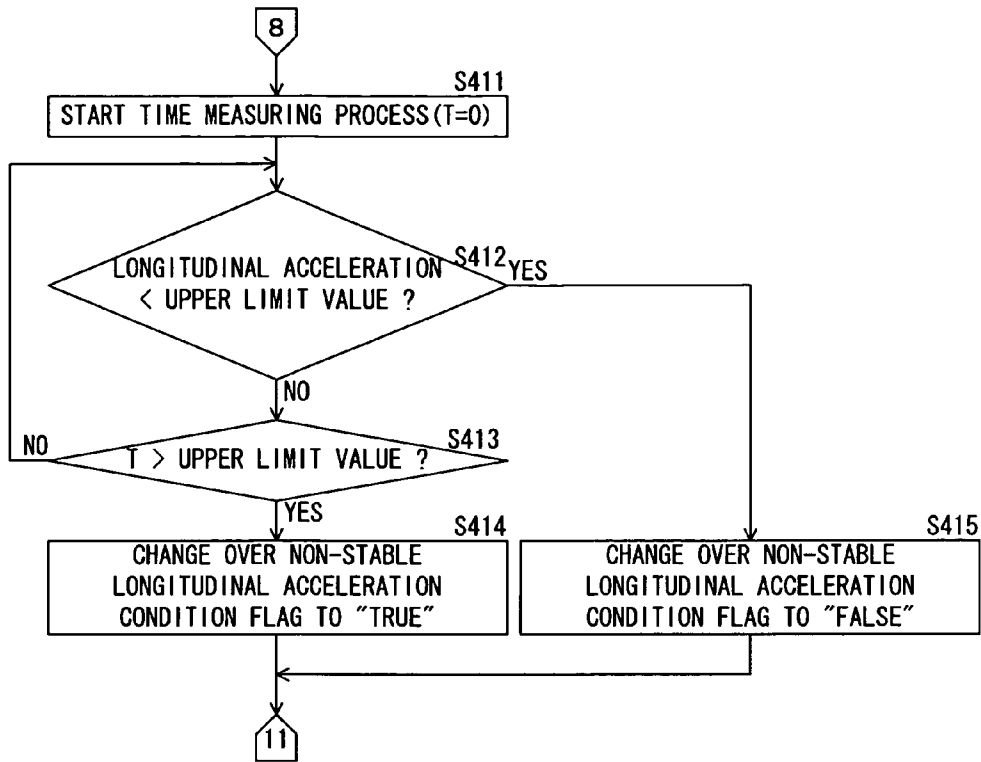 8
S411
START TIME MEASURING PROCESS(T=0)
S412
LONGITUDINAL ACCELERATION
< UPPER LIMIT VALUE ?
YES
NO
S413
T > UPPER LIMIT VALUE ?
NO
YES
S414
CHANGE OVER NON-STABLE
LONGITUDINAL ACCELERATION
CONDITION FLAG TO "TRUE"
S415
CHANGE OVER NON-STABLE
LONGITUDINAL ACCELERATION
CONDITION FLAG TO "FALSE"
11